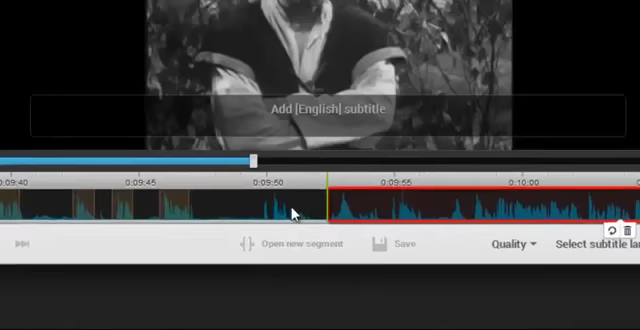 Add [English] subtitle
0:09:40 0:09:45 0:09:50 0:09:55 0:10:00
Open new segment Save Quality Select subtitle la